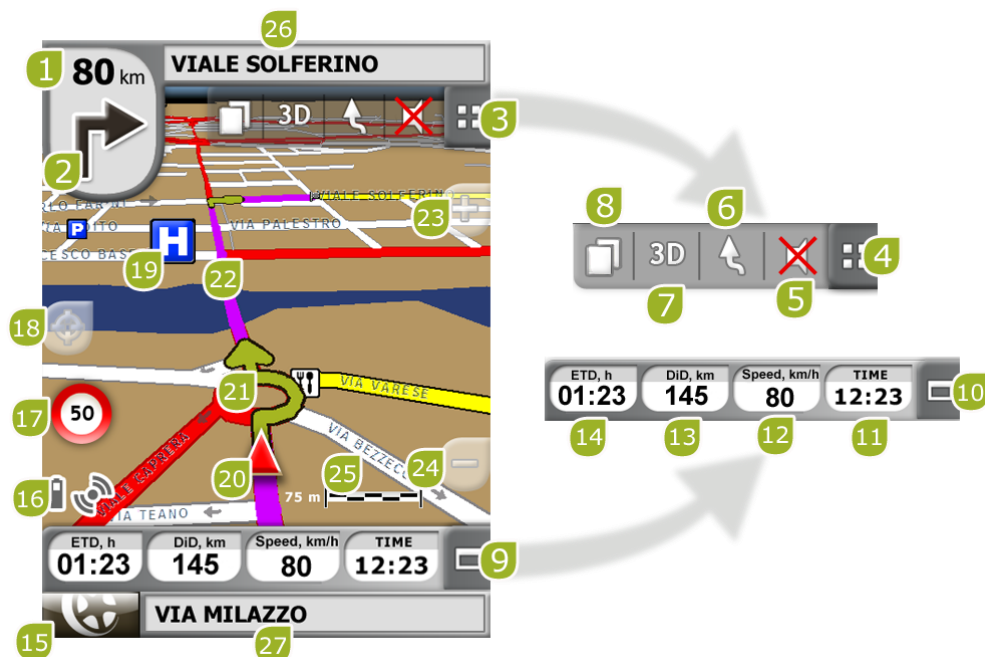 26
1
80 km
VIALE SOLFERINO
3D
3
2
VIALE SOLFERINO
23
P
VIA PALESTRO
H
19
22
18
21
VIA VARESE
17
50
VIALE CAPRERA
VIA BEZZECC
20
25
24
16
75 m
VIA TEANO
ETD, h
01:23
DiD, km
145
Speed, km/h
80
TIME
12:23
9
15
VIA MILAZZO
27
8
6
3D
4
7
5
ETD, h
01:23
DiD, km
145
Speed, km/h
80
TIME
12:23
10
14
13
12
11